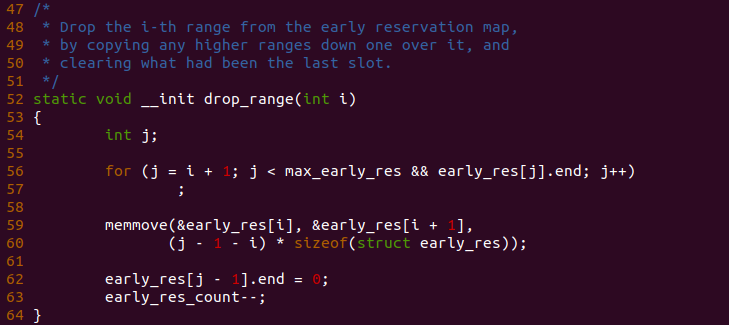 47 /*
48  * Drop the i-th range from the early reservation map,
49  * by copying any higher ranges down one over it, and
50  * clearing what had been the last slot.
51  */
52 static void __init drop_range(int i)
53 {
54         int j;
55
56         for (j = i + 1; j < max_early_res && early_res[j].end; j++)
57                 ;
58
59         memmove(&early_res[i], &early_res[i + 1],
60                (j - 1 - i) * sizeof(struct early_res));
61
62         early_res[j - 1].end = 0;
63         early_res_count--;
64 }